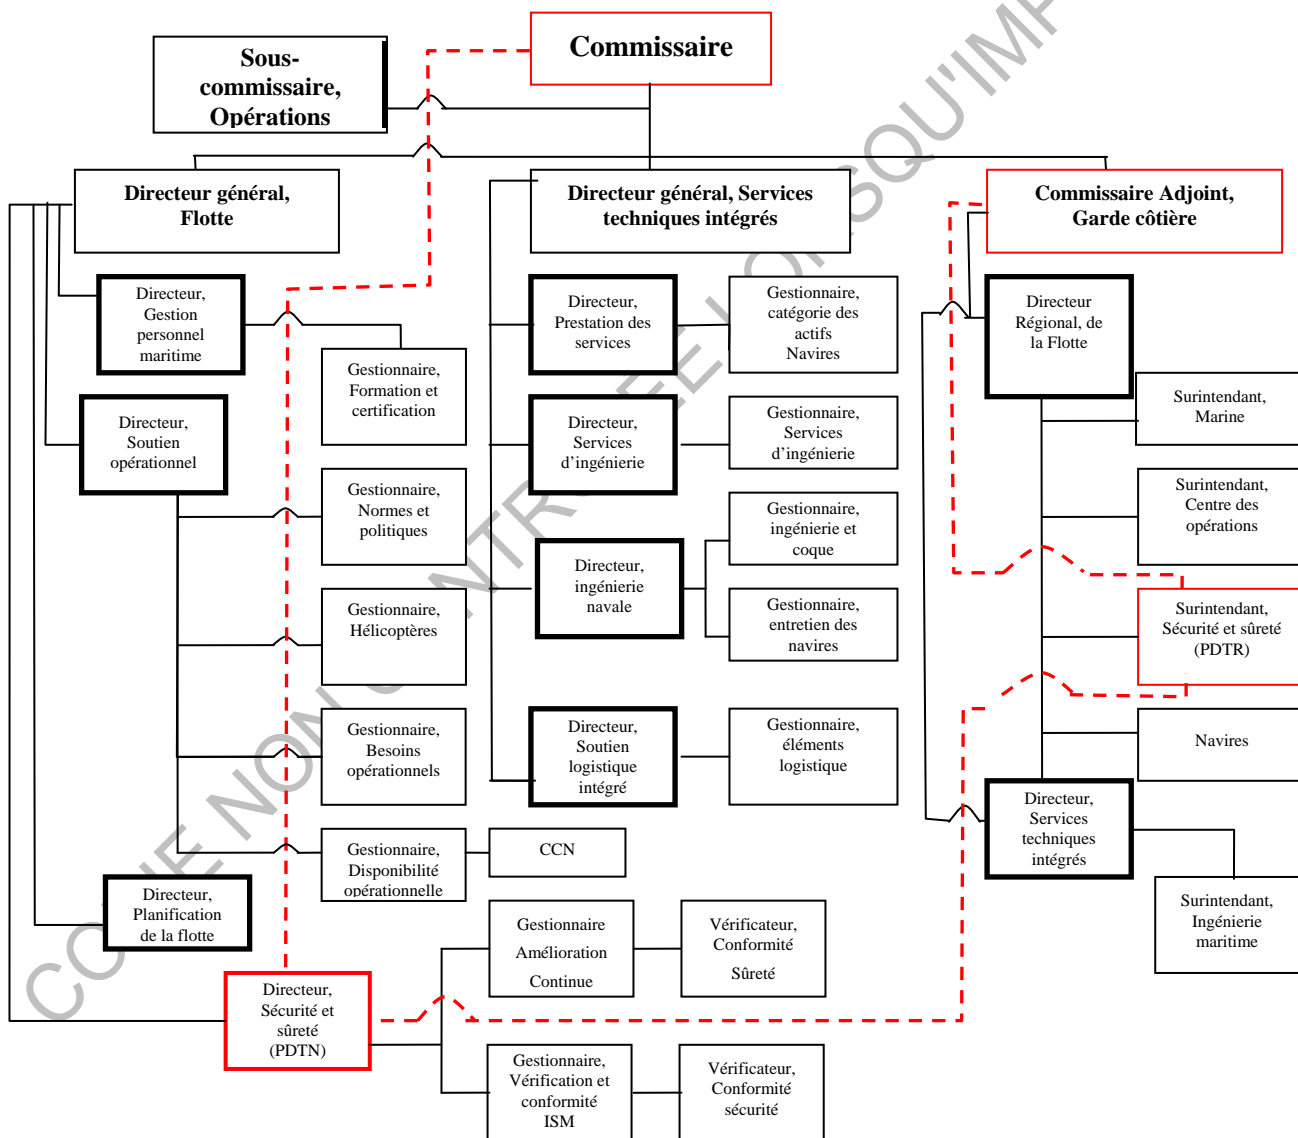 Commissaire
Sous-
commissaire,
Opérations
Directeur général,
Flotte
Directeur général, Services
techniques intégrés
Commissaire Adjoint,
Garde côtière
Directeur,
Gestion
personnel
maritime
Gestionnaire,
Formation et
certification
Directeur,
Soutien
opérationnel
Gestionnaire,
Normes et
politiques
Gestionnaire,
Hélicoptères
Gestionnaire,
Besoins
opérationnels
Gestionnaire,
Disponibilité
opérationnelle
CCN
Directeur,
Planification
de la flotte
Directeur,
Sécurité et
sûreté
(PDTN)
Gestionnaire
Amélioration
Continue
Vérificateur,
Conformité
Sûreté
Gestionnaire,
Vérification et
conformité
ISM
Vérificateur,
Conformité
sécurité
Directeur,
Prestation des
services
Gestionnaire,
catégorie des
actifs
Navires
Directeur,
Services
d'ingénierie
Gestionnaire,
Services
d'ingénierie
Directeur,
ingénierie
navale
Gestionnaire,
ingénierie et
coque
Gestionnaire,
entretien des
navires
Directeur,
Soutien
logistique
intégré
Gestionnaire,
éléments
logistique
Directeur
Régional, de
la Flotte
Surintendant,
Marine
Surintendant,
Centre des
opérations
Surintendant,
Sécurité et sûreté
(PDTR)
Navires
Directeur,
Services
techniques
intégrés
Surintendant,
Ingénierie
maritime